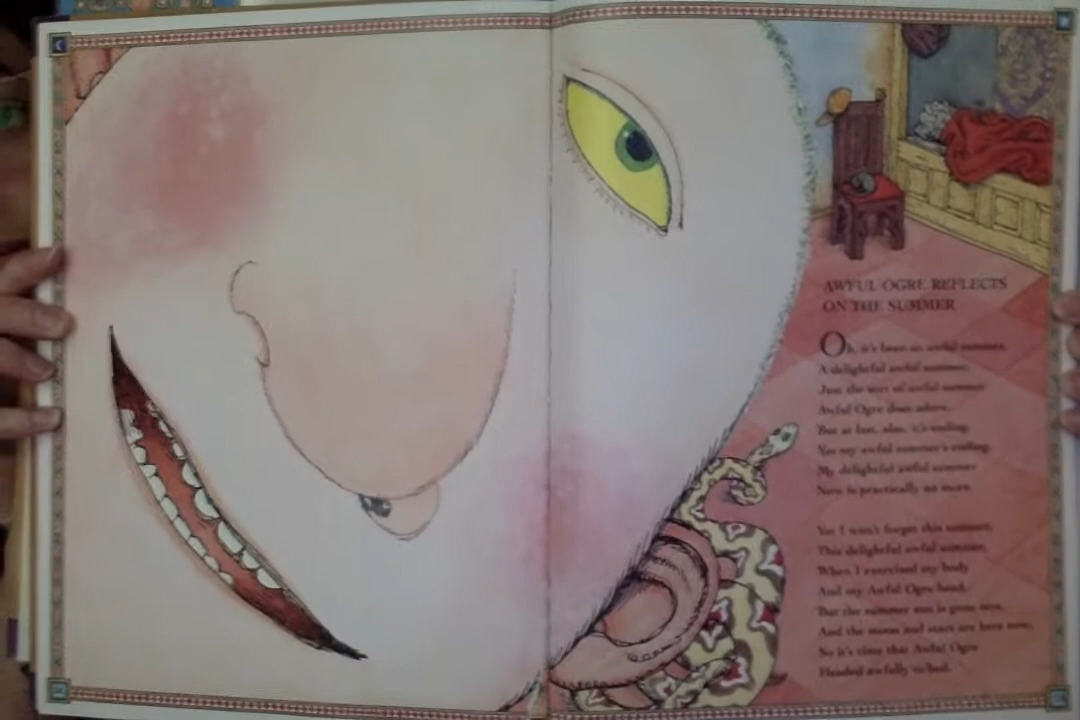 AWFUL OGRE REFLECTS
ON THE SUMMER
Oh, it's been an awful summer,
A delightful awful summer,
Just the sort of awful summer
Awful Ogre does adore.
But at last, alas, it's ending,
Yes my awful summer's ending,
My delightful awful summer
Now is practically no more.
Yet I won't forget this summer,
This delightful awful summer,
When I exercised my body
And my Awful Ogre head.
But the summer sun is gone now,
And the moon and stars are here now,
So it's time that Awful Ogre
Headed awfully to bed.